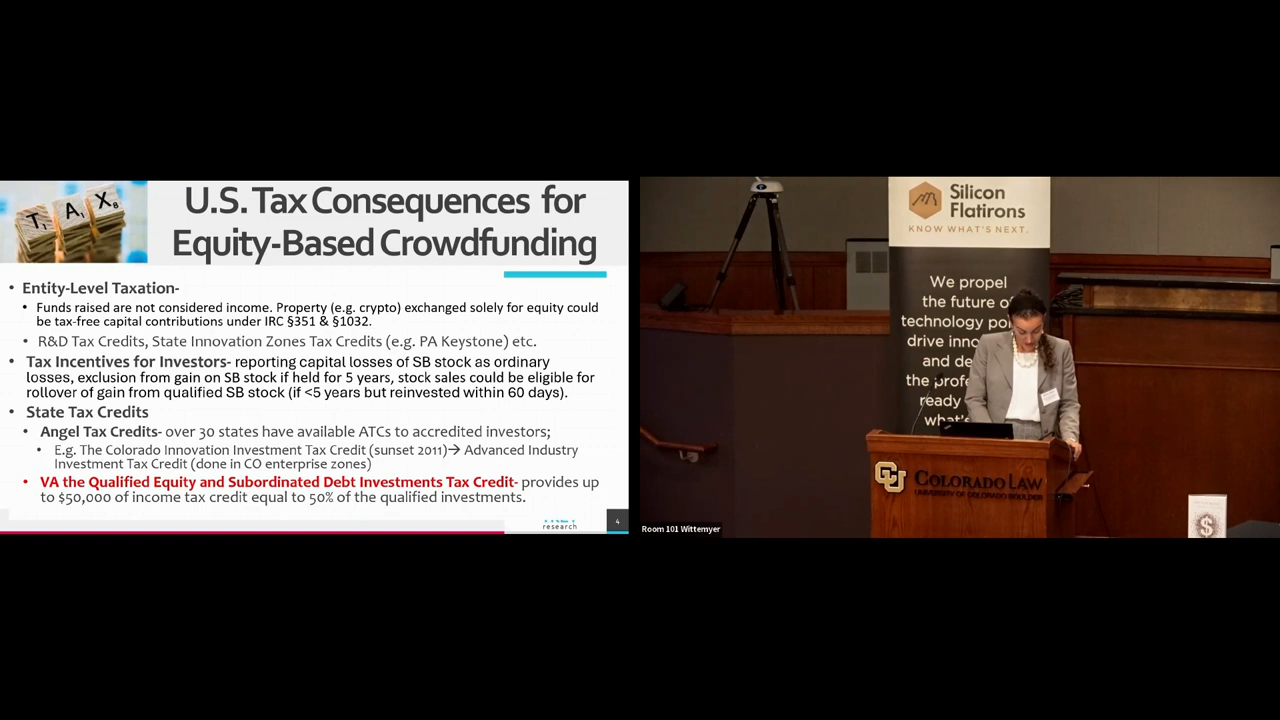 T1 A1 X8
U.S. Tax Consequences for
Equity-Based Crowdfunding
• Entity-Level Taxation-
• Funds raised are not considered income. Property (e.g. crypto) exchanged solely for equity could
be tax-free capital contributions under IRC §351 & §1032.
• R&D Tax Credits, State Innovation Zones Tax Credits (e.g. PA Keystone) etc.
• Tax Incentives for Investors- reporting capital losses of SB stock as ordinary
losses, exclusion from gain on SB stock if held for 5 years, stock sales could be eligible for
rollover of gain from qualified SB stock (if <5 years but reinvested within 60 days).
• State Tax Credits
• Angel Tax Credits- over 30 states have available ATCs to accredited investors;
• E.g. The Colorado Innovation Investment Tax Credit (sunset 2011)→ Advanced Industry
Investment Tax Credit (done in CO enterprise zones)
• VA the Qualified Equity and Subordinated Debt Investments Tax Credit- provides up
to $50,000 of income tax credit equal to 50% of the qualified investments.
research
4
Silicon
Flatirons
KNOW WHAT'S NEXT.
We propel
the future of
technology po
drive inno
and de
the profe
ready
what's
CU COLORADO LAW
UNIVERSITY OF COLORADO BOULDER
$
Room 101 Wittemyer